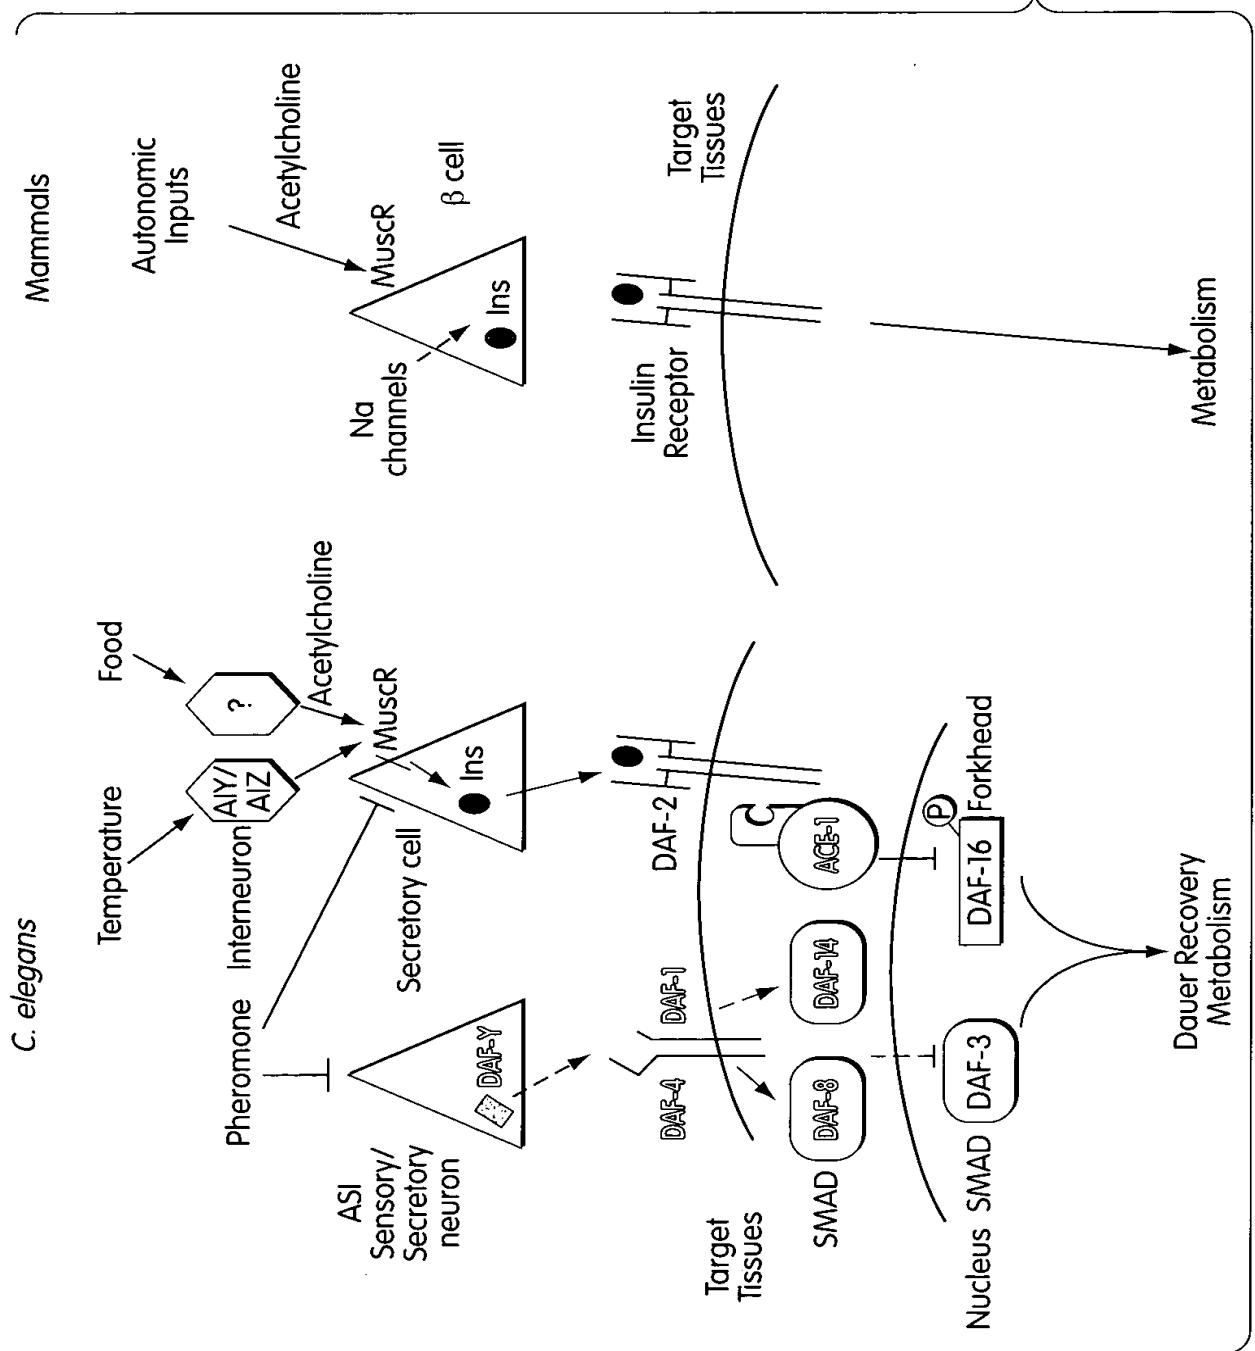 C. elegans
Mammals
Temperature
Food
Autonomic
Inputs
Pheromone
Interneuron
AIY/
AIZ
?
Acetylcholine
Acetylcholine
ASI
Sensory/
Secretory
neuron
DAF-Y
Secretory cell
MuscR
Ins
Na
channels
MuscR
Ins
β cell
DAF-4
DAF-1
DAF-2
Insulin
Receptor
Target
Tissues
Target
Tissues
SMAD
DAF-8
DAF-14
C
ACE-1
Nucleus
SMAD
DAF-3
DAF-16
P
Forkhead
Dauer Recovery
Metabolism
Metabolism